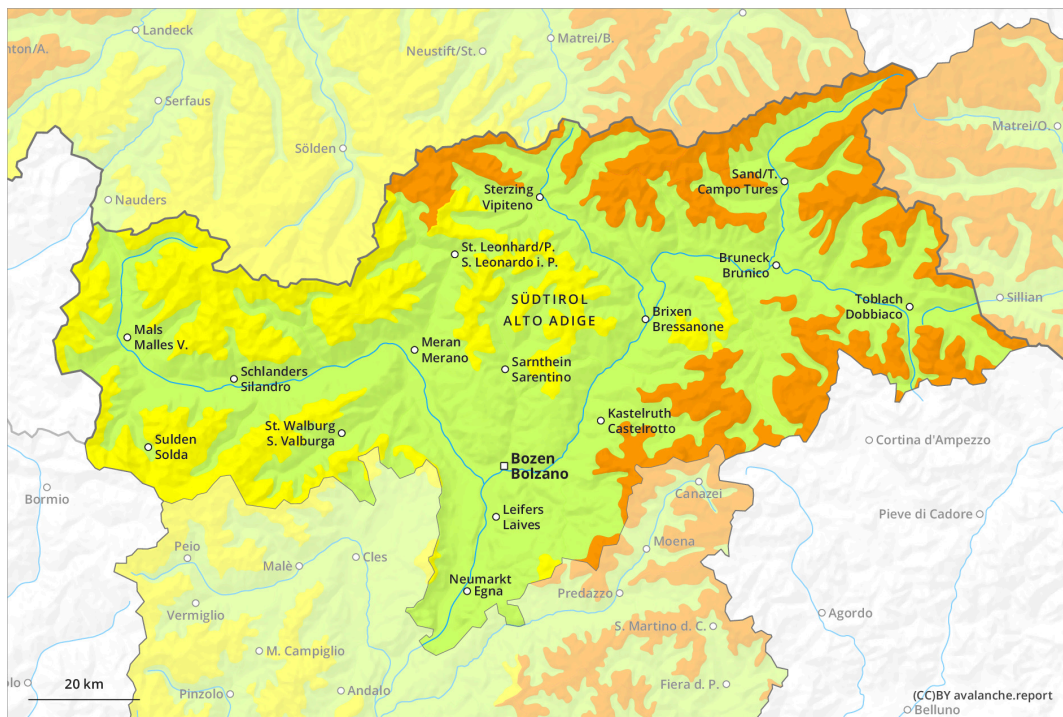 Landeck
Matrei/B.
Neustift/St.
nton/A.
Serfaus
Matrei/O.
Sölden
Sand/T.
Campo Tures
Sterzing
Vipiteno
Nauders
St. Leonhard/P.
S. Leonardo i. P.
Bruneck
Brunico
SÜDTIROL
ALTO ADIGE
Toblach
Dobbiaco
Sillian
Brixen
Bressanone
Mals
Malles V.
Meran
Merano
Sarnthein
Sarentino
Schlanders
Silandro
Kastelruth
Castelrotto
St. Walburg
S. Valburga
Sulden
Solda
Cortina d'Ampezzo
Bozen
Bolzano
Bormio
Canazei
Leifers
Laives
Pieve di Cadore
Peio
Cles
Moena
Malè
Neumarkt
Egna
Predazzo
Vermiglio
Agordo
S. Martino d. C.
M. Campiglio
20 km
olo
Pinzolo
Andalo
Fiera d. P.
(CC)BY avalanche.report
Belluno